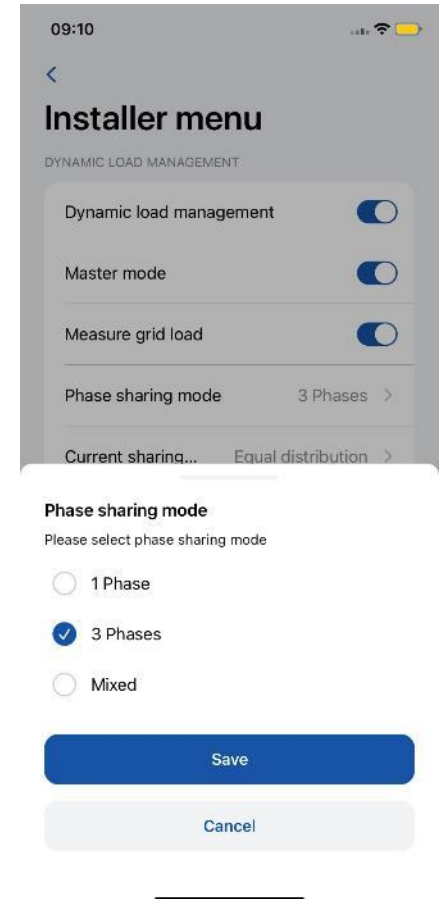 09:10
Installer menu
DYNAMIC LOAD MANAGEMENT
Dynamic load management
Master mode
Measure grid load
Phase sharing mode 3 Phases
Current sharing... Equal distribution
Phase sharing mode
Please select phase sharing mode
1 Phase
3 Phases
Mixed
Save
Cancel